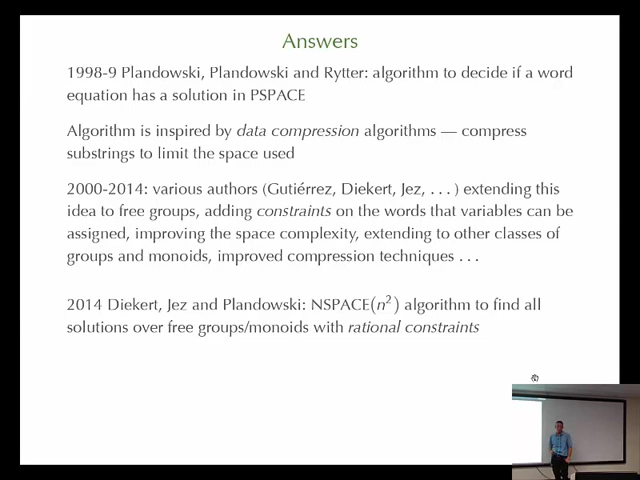 Answers
1998-9 Plandowski, Plandowski and Rytter: algorithm to decide if a word
equation has a solution in PSPACE
Algorithm is inspired by data compression algorithms — compress
substrings to limit the space used
2000-2014: various authors (Gutiérrez, Diekert, Jez, . . . ) extending this
idea to free groups, adding constraints on the words that variables can be
assigned, improving the space complexity, extending to other classes of
groups and monoids, improved compression techniques . . .
2014 Diekert, Jez and Plandowski: NSPACE(n²) algorithm to find all
solutions over free groups/monoids with rational constraints